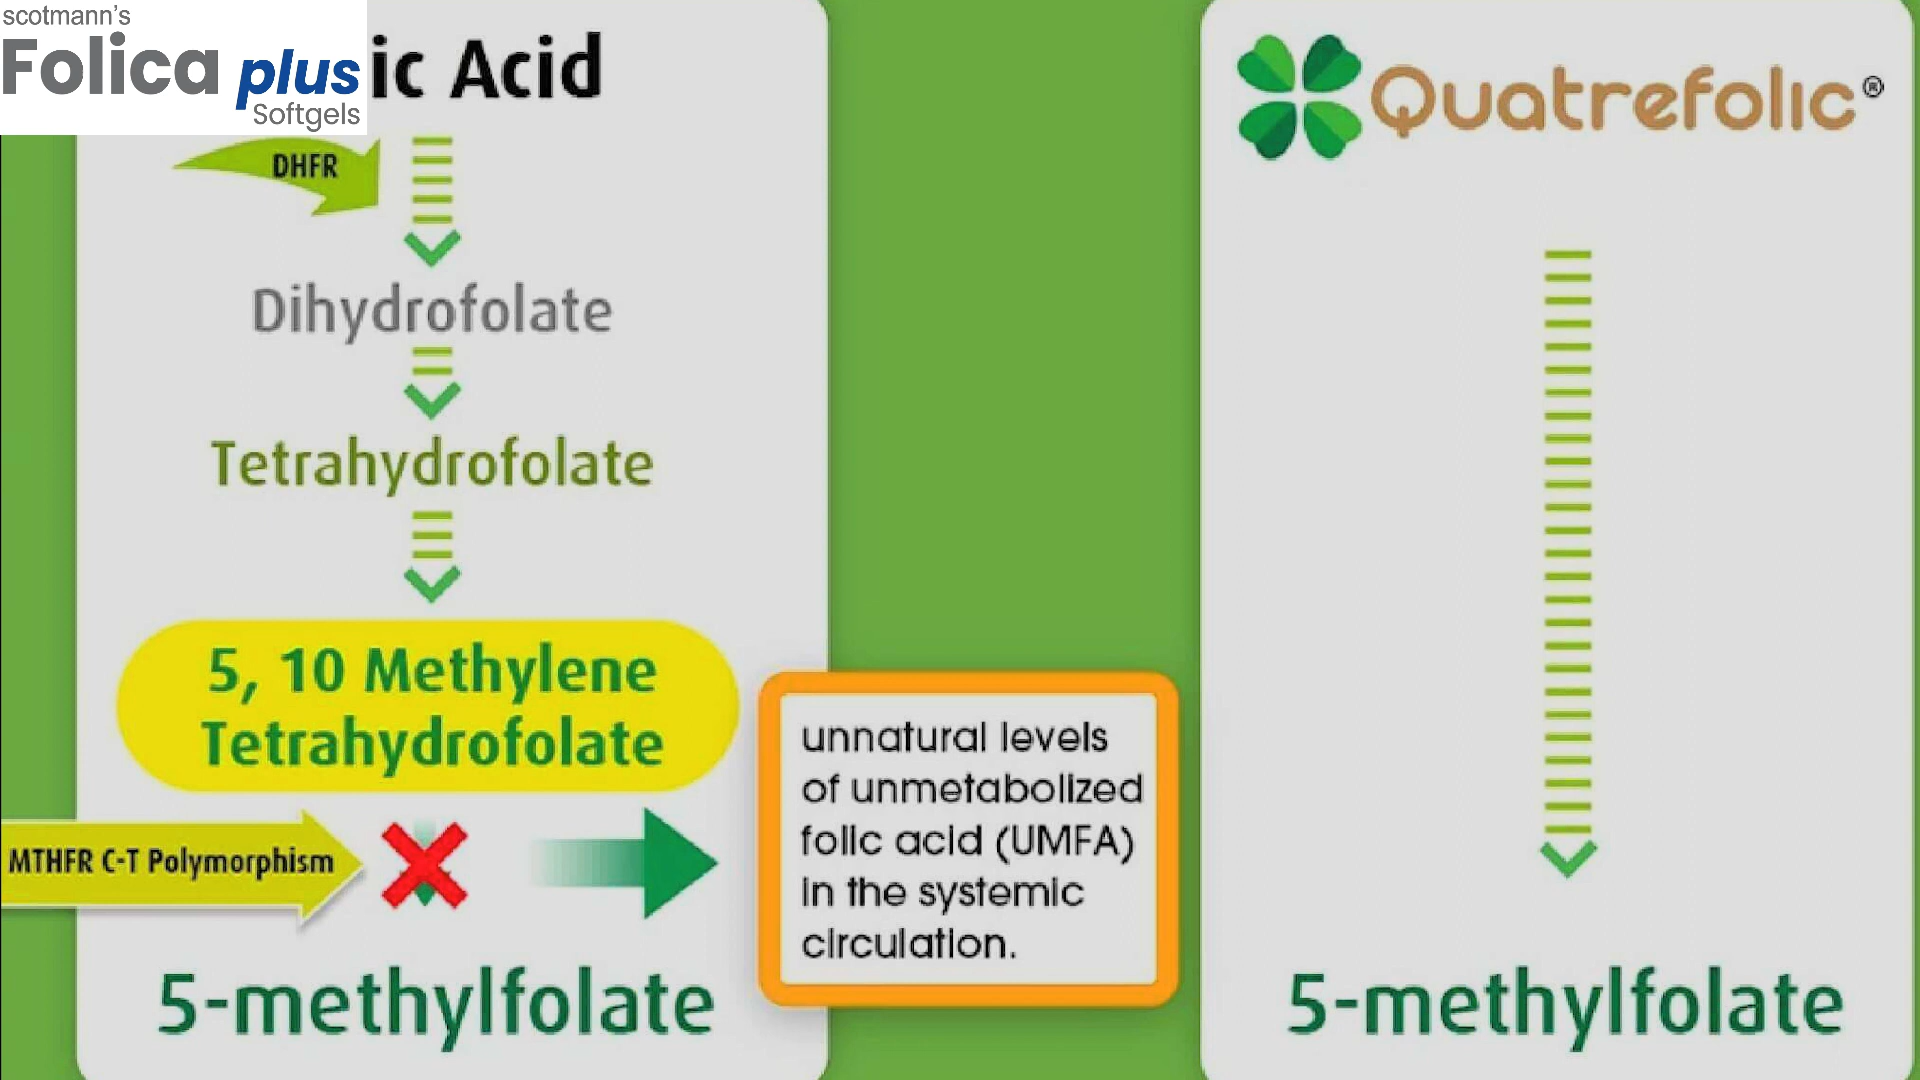 scotmann's
Folica plus
Softgels
ic Acid
DHFR
Dihydrofolate
Tetrahydrofolate
5, 10 Methylene
Tetrahydrofolate
MTHFR C-T Polymorphism
5-methylfolate
unnatural levels
of unmetabolized
folic acid (UMFA)
in the systemic
circulation.
Quatrefolic®
5-methylfolate